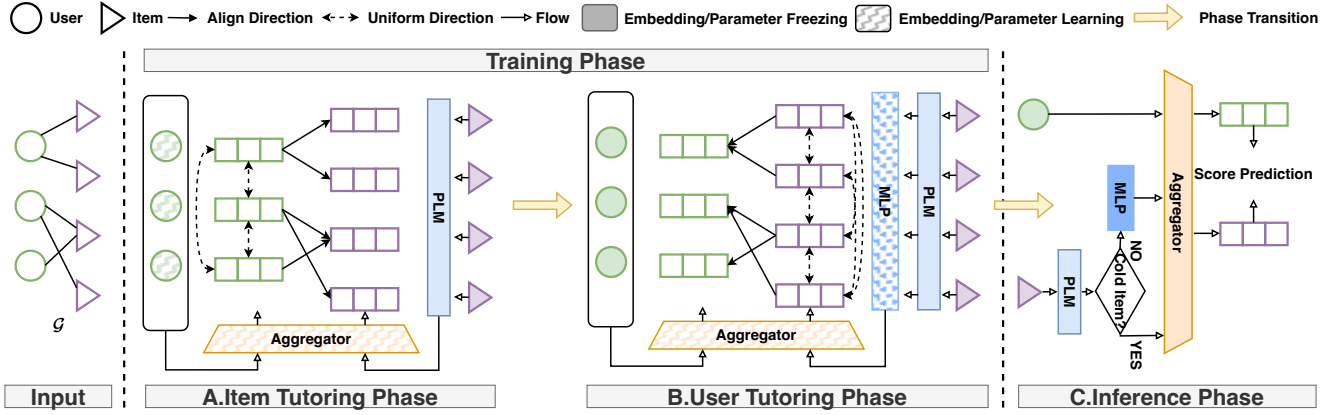 User Item Align Direction Uniform Direction Flow Embedding/Parameter Freezing Embedding/Parameter Learning Phase Transition
Training Phase
𝒢
PLM
Aggregator
MLP
PLM
Aggregator
PLM
Cold Item?
NO
YES
MLP
Aggregator
Score Prediction
Input
A.Item Tutoring Phase
B.User Tutoring Phase
C.Inference Phase